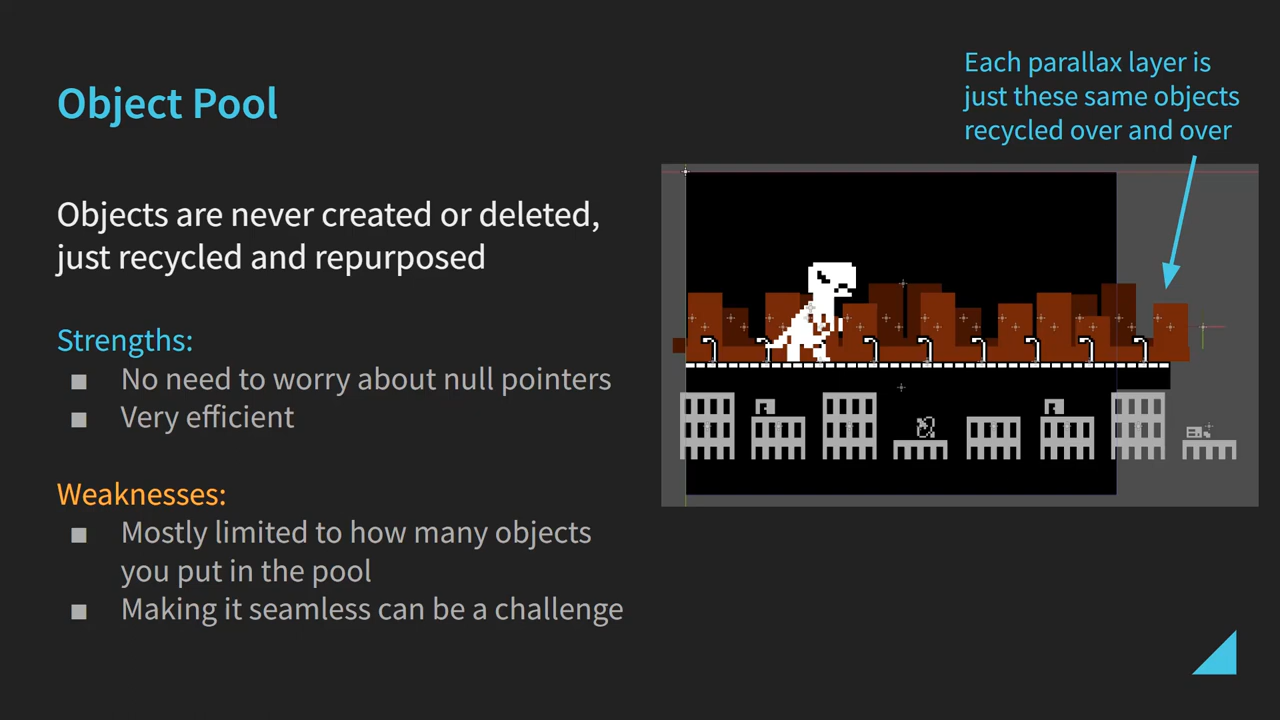 Object Pool
Each parallax layer is
just these same objects
recycled over and over
Objects are never created or deleted,
just recycled and repurposed
Strengths:
■ No need to worry about null pointers
■ Very efficient
Weaknesses:
■ Mostly limited to how many objects
you put in the pool
■ Making it seamless can be a challenge